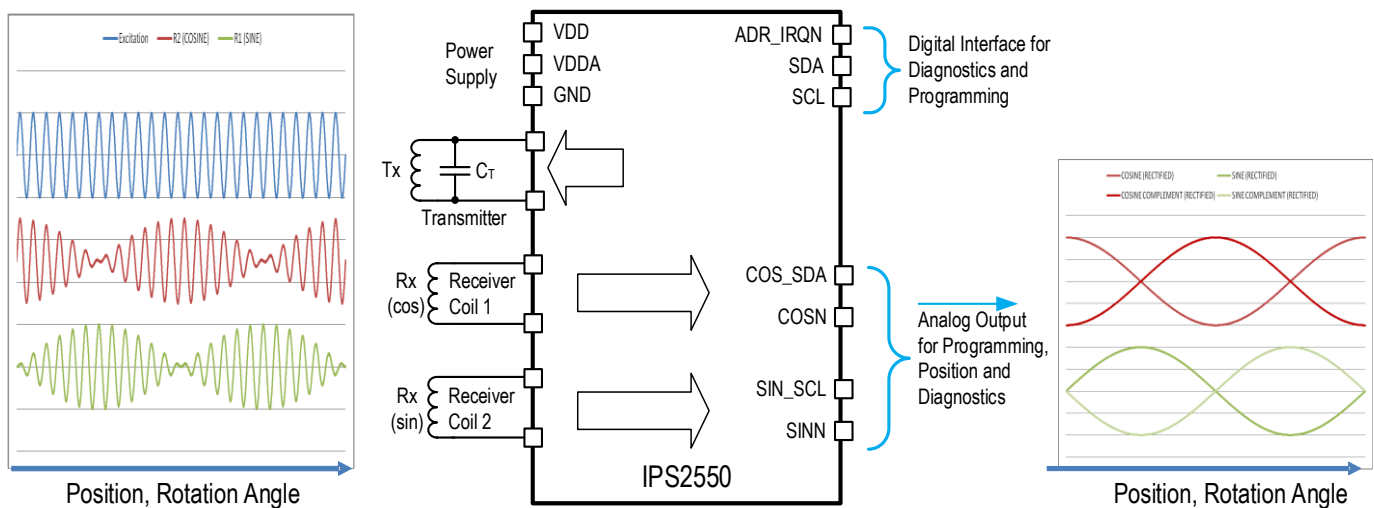 Excitation
R2 (COSINE)
R1 (SINE)
Position, Rotation Angle
Power
Supply
VDD
VDDA
GND
Tx
CT
Transmitter
Rx
(cos)
Receiver
Coil 1
Rx
(sin)
Receiver
Coil 2
IPS2550
ADR_IRQN
SDA
SCL
Digital Interface for
Diagnostics and
Programming
COS_SDA
COSN
SIN_SCL
SINN
Analog Output
for Programming,
Position and
Diagnostics
COSINE (RECTIFIED)
SINE (RECTIFIED)
COSINE COMPLEMENT (RECTIFIED)
SINE COMPLEMENT (RECTIFIED)
Position, Rotation Angle